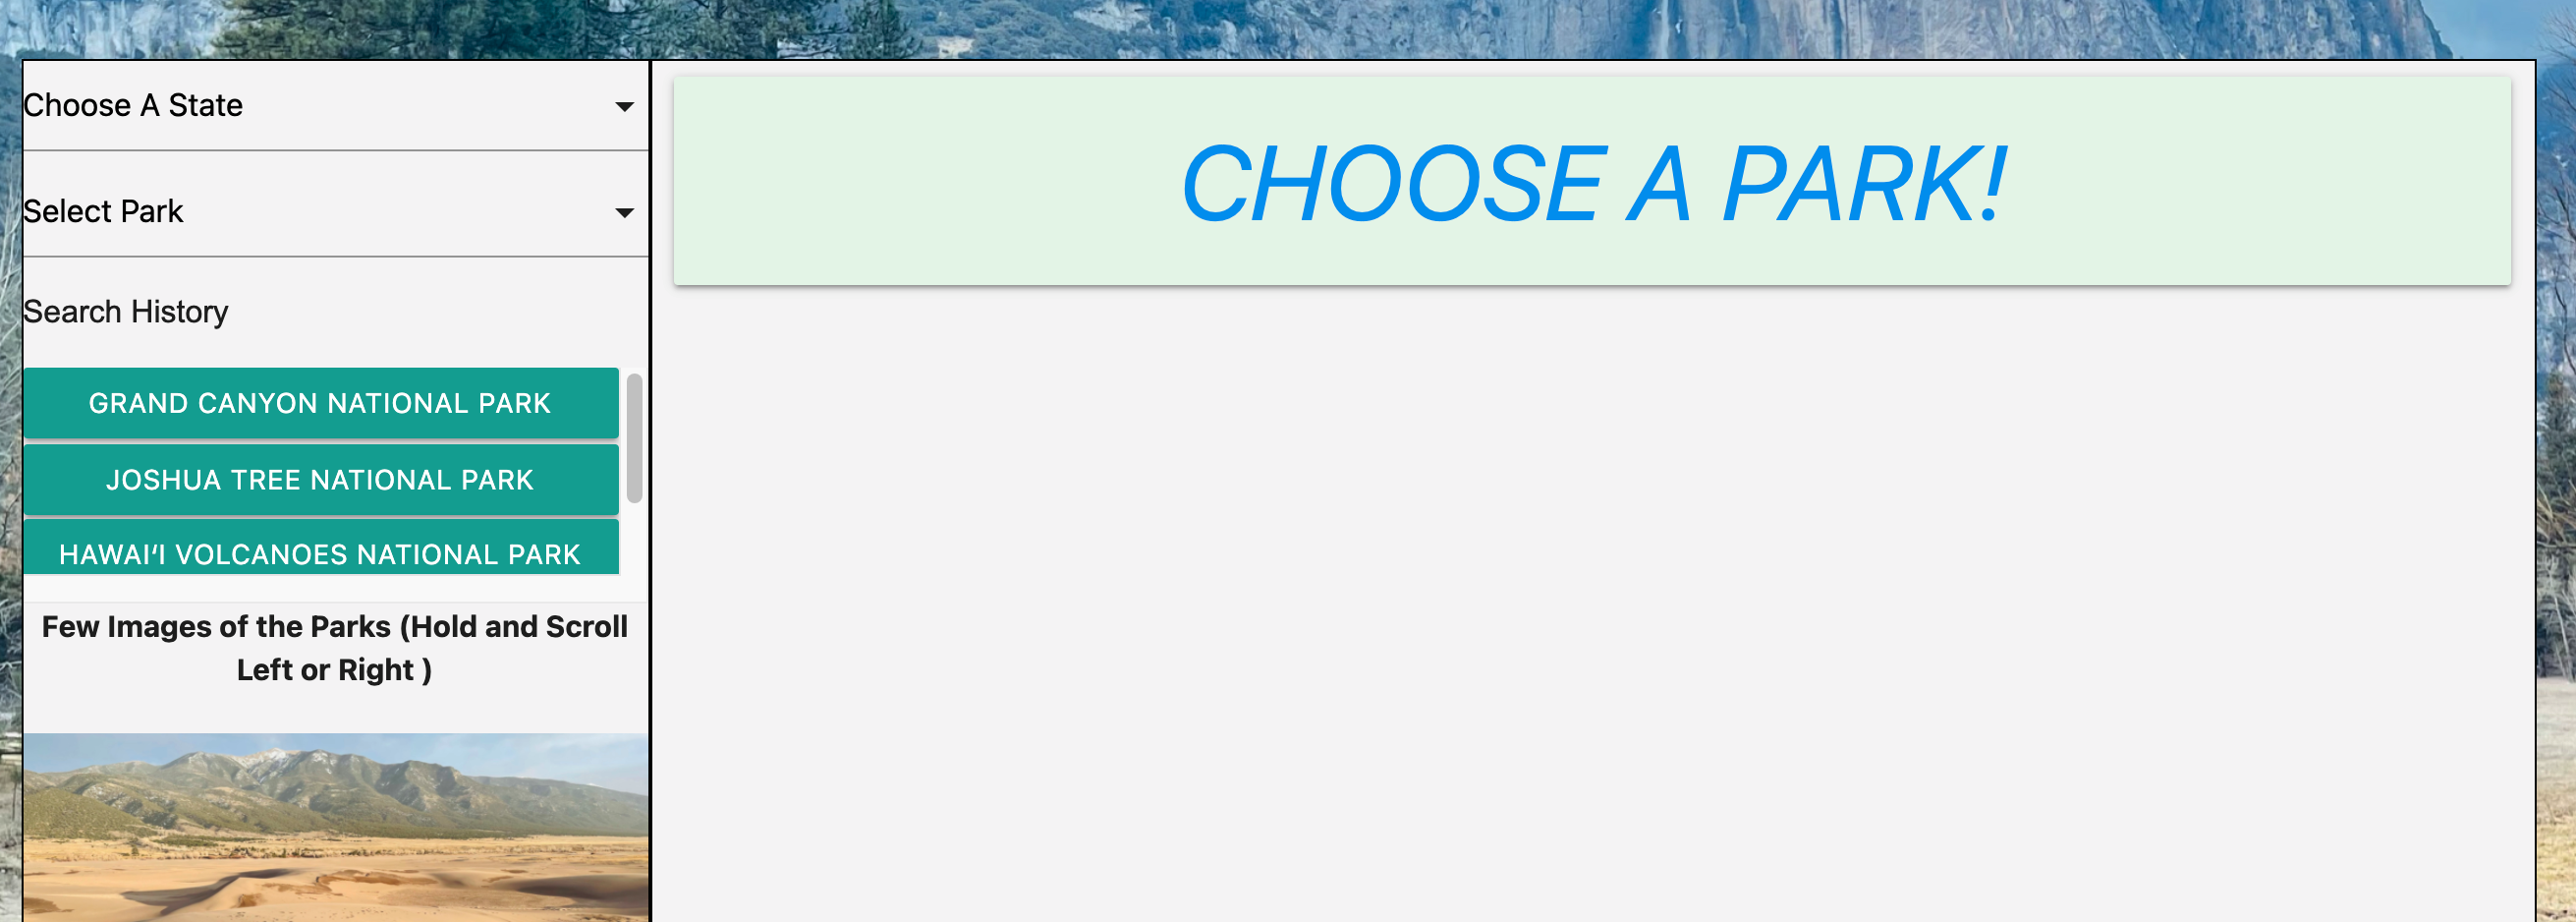 Choose A State
Select Park
Search History
GRAND CANYON NATIONAL PARK
JOSHUA TREE NATIONAL PARK
HAWAIʻI VOLCANOES NATIONAL PARK
Few Images of the Parks (Hold and Scroll
Left or Right )
CHOOSE A PARK!